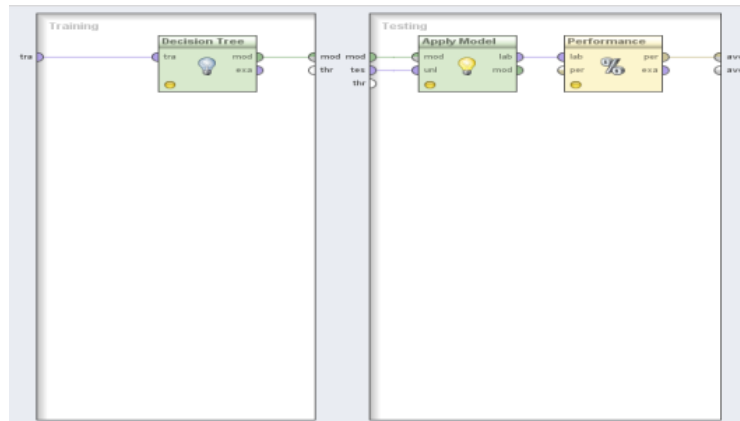 Training
Decision Tree
tra
tra
mod
exa
mod
thr
Testing
mod
tes
thr
Apply Model
mod
unl
lab
mod
Performance
lab
per
%
per
exa
ave
ave